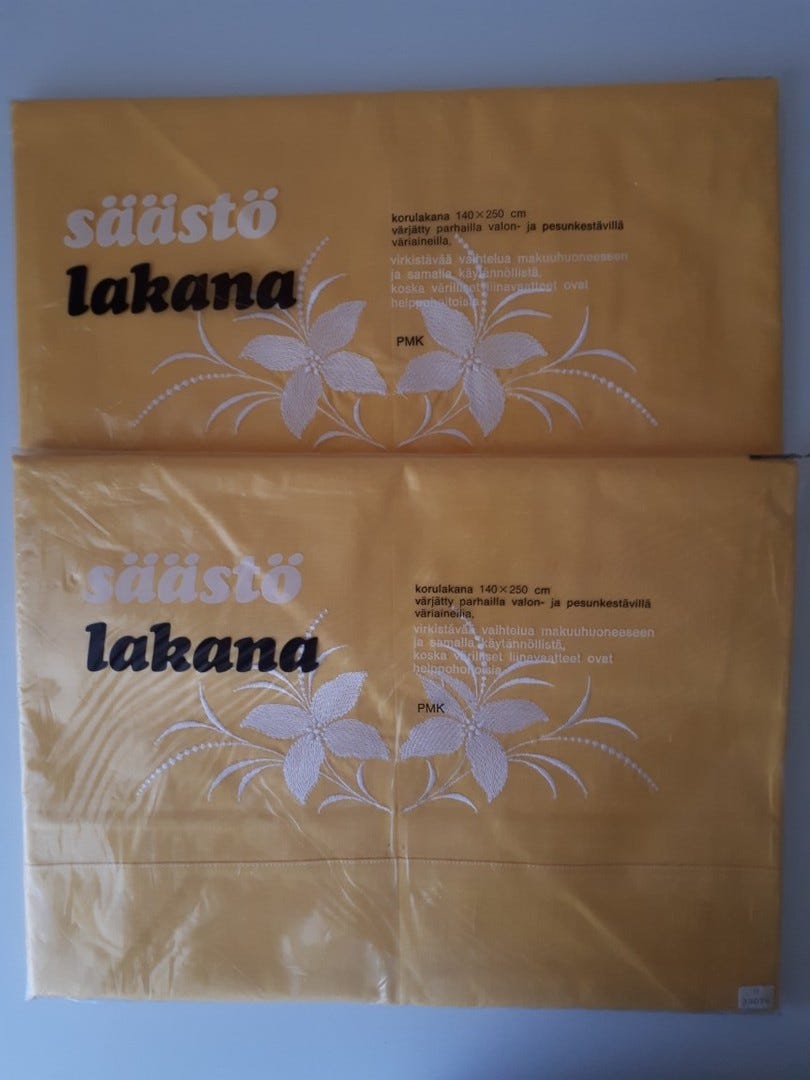 säästö
lakana
korulakana 140×250 cm
värjätty parhailla valon- ja pesunkestävillä
väriaineilla,
virkistävää vaihtelua makuuhuoneeseen
ja samalla käytännöllistä,
koska värilliset liinavaatteet ovat
helppohoitoisia
PMK
säästö
lakana
korulakana 140×250 cm
värjätty parhailla valon- ja pesunkestävillä
väriaineilla,
virkistävää vaihtelua makuuhuoneeseen
ja samalla käytännöllistä,
koska värilliset liinavaatteet ovat
helppohoitoisia
PMK